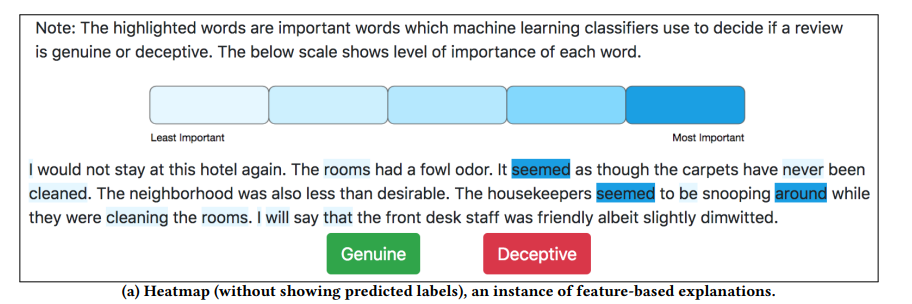 Note: The highlighted words are important words which machine learning classifiers use to decide if a review
is genuine or deceptive. The below scale shows level of importance of each word.
Least Important
Most Important
I would not stay at this hotel again. The rooms had a fowl odor. It seemed as though the carpets have never been
cleaned. The neighborhood was also less than desirable. The housekeepers seemed to be snooping around while
they were cleaning the rooms. I will say that the front desk staff was friendly albeit slightly dimwitted.
Genuine
Deceptive
(a) Heatmap (without showing predicted labels), an instance of feature-based explanations.